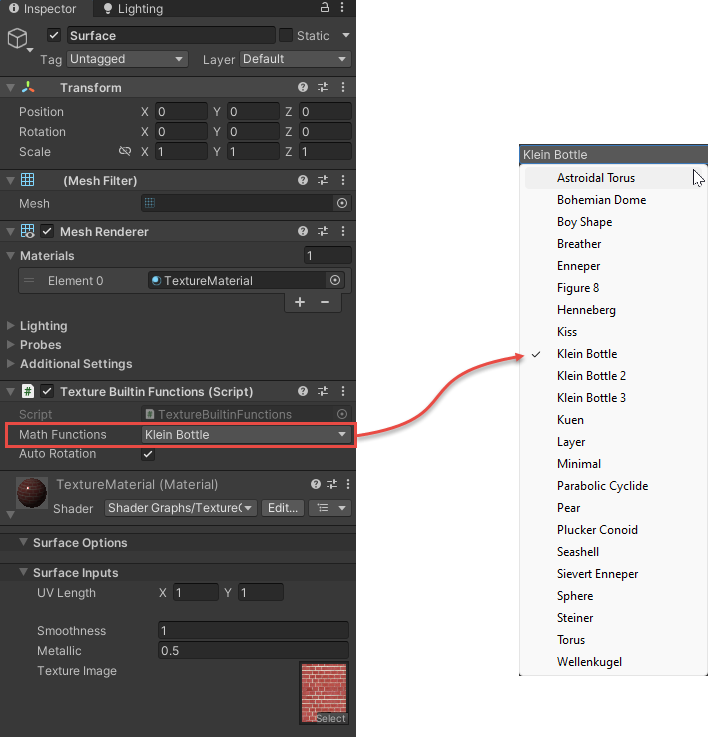 Inspector Lighting
Surface Static
Tag Untagged Layer Default
Transform
Position X 0 Y 0 Z 0
Rotation X 0 Y 0 Z 0
Scale X 1 Y 1 Z 1
(Mesh Filter)
Mesh
Mesh Renderer
Materials 1
Element 0 TextureMaterial
Lighting
Probes
Additional Settings
# Texture Builtin Functions (Script)
Script # TextureBuiltinFunctions
Math Functions Klein Bottle
Auto Rotation
TextureMaterial (Material)
Shader Shader Graphs/Texture Edit...
Surface Options
Surface Inputs
UV Length X 1 Y 1
Smoothness 1
Metallic 0.5
Texture Image
Select
Klein Bottle
Astroidal Torus
Bohemian Dome
Boy Shape
Breather
Enneper
Figure 8
Henneberg
Kiss
Klein Bottle
Klein Bottle 2
Klein Bottle 3
Kuen
Layer
Minimal
Parabolic Cyclide
Pear
Plucker Conoid
Seashell
Sievert Enneper
Sphere
Steiner
Torus
Wellenkugel